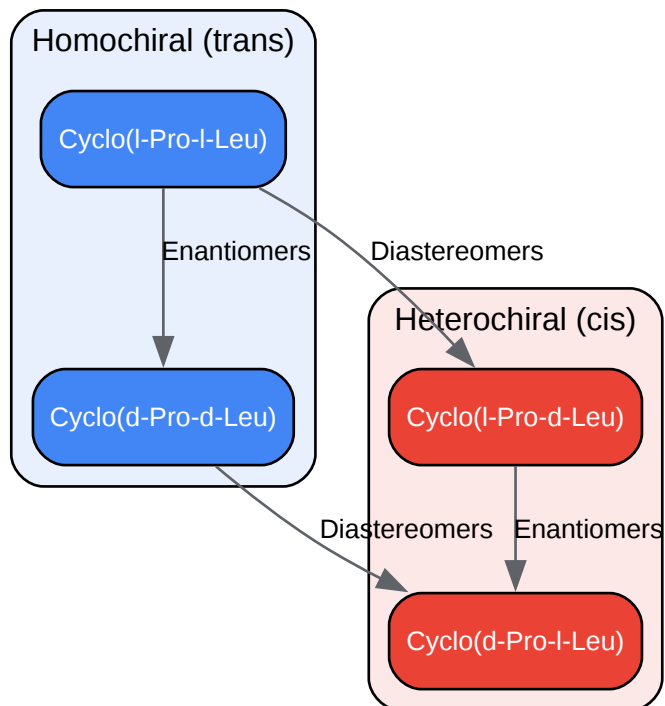 Homochiral (trans)
Cyclo(l-Pro-l-Leu)
Enantiomers
Diastereomers
Heterochiral (cis)
Cyclo(d-Pro-d-Leu)
Cyclo(l-Pro-d-Leu)
Diastereomers
Enantiomers
Cyclo(d-Pro-l-Leu)